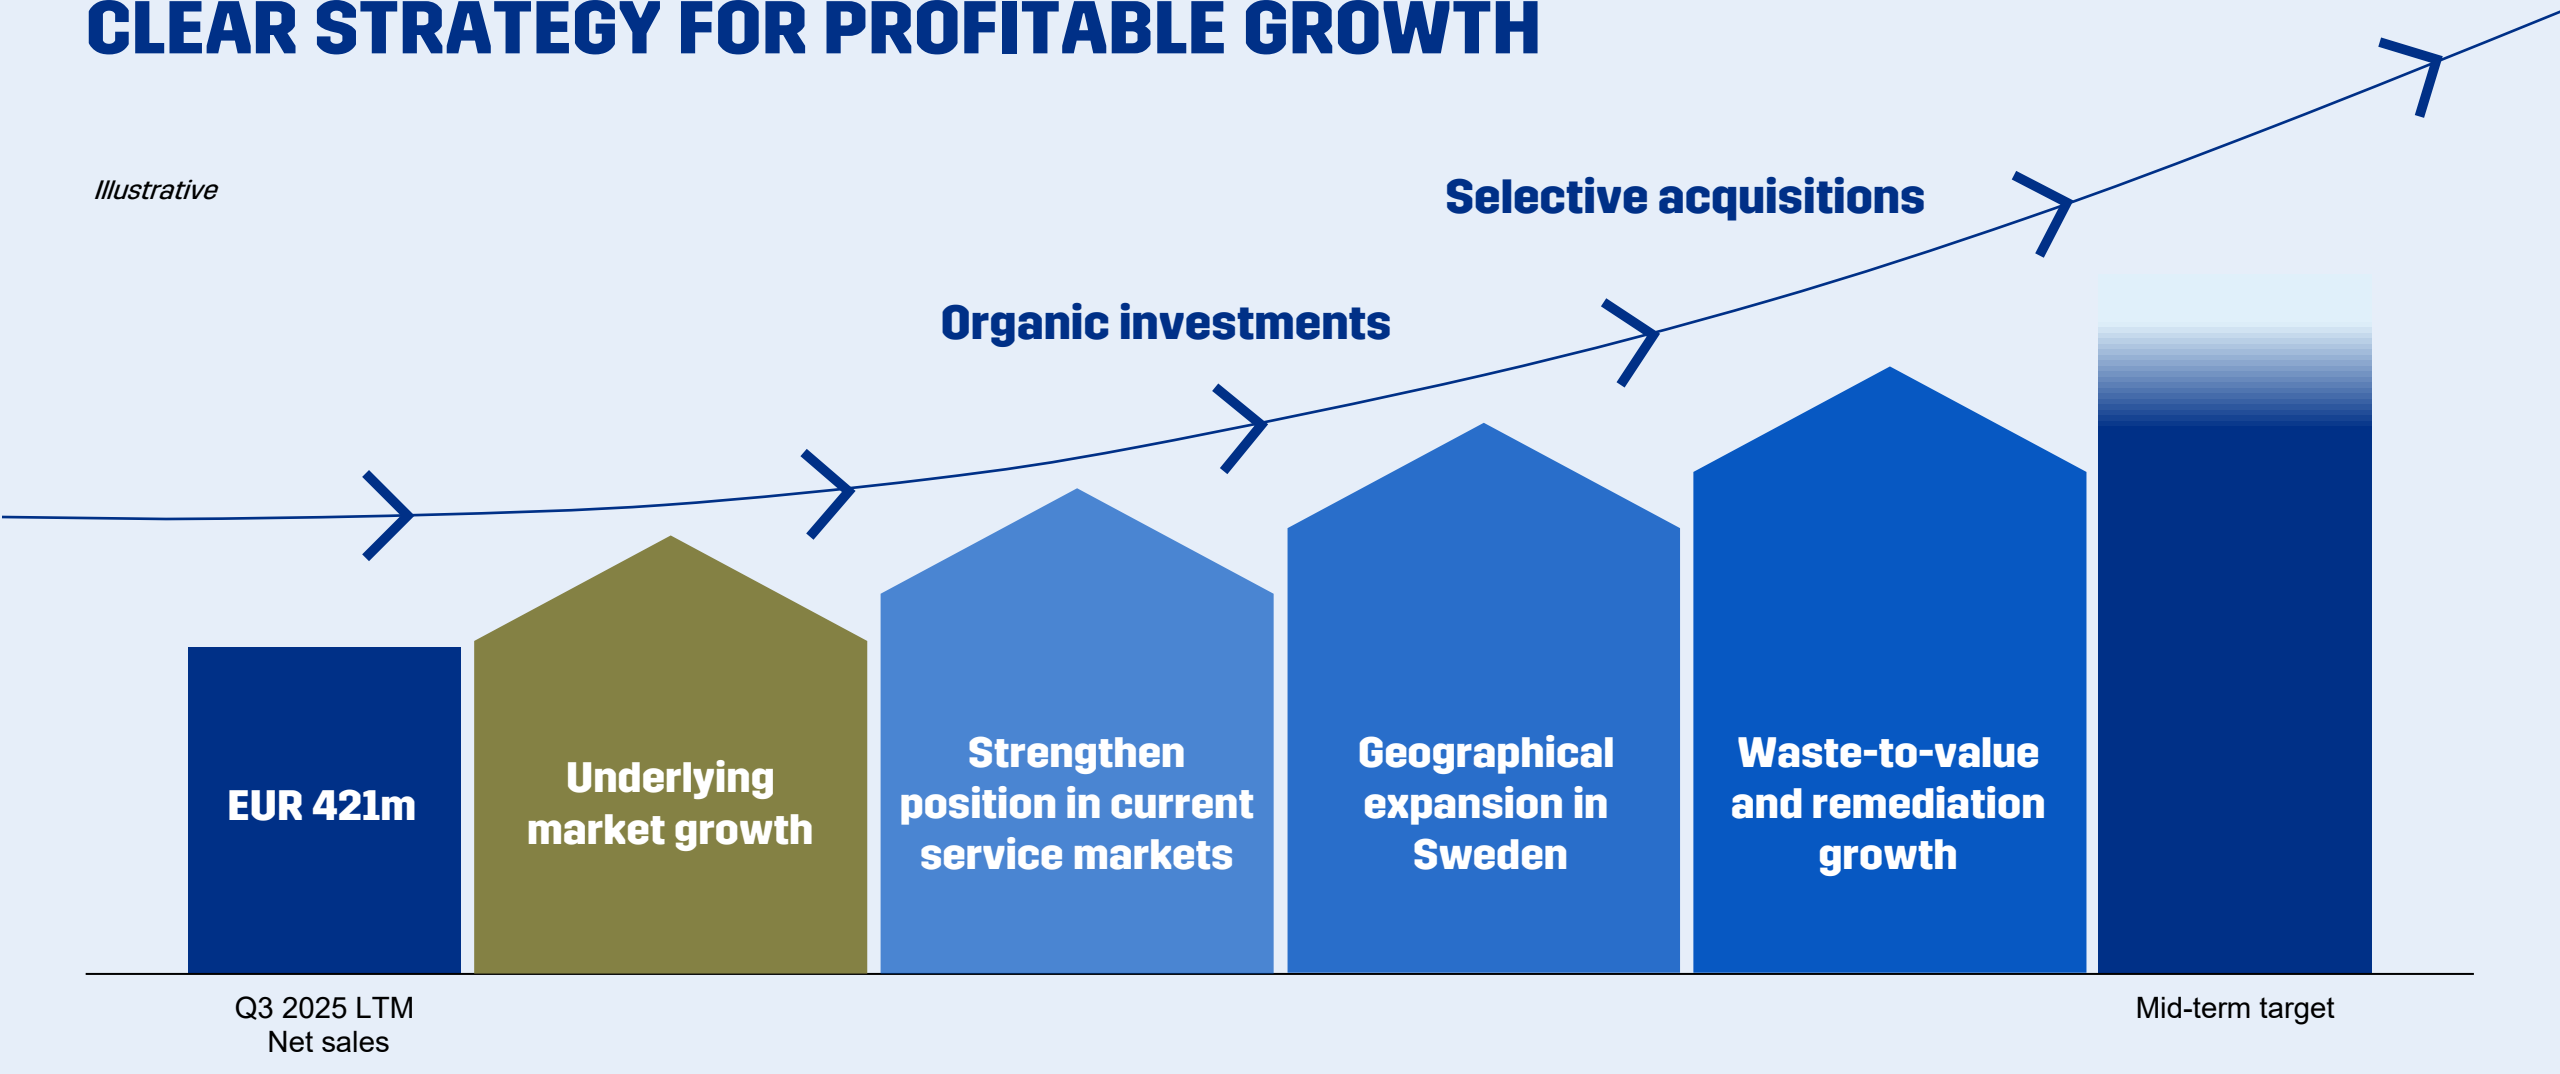 CLEAR STRATEGY FOR PROFITABLE GROWTH
Illustrative
Selective acquisitions
Organic investments
EUR 421m
Underlying
market growth
Strengthen
position in current
service markets
Geographical
expansion in
Sweden
Waste-to-value
and remediation
growth
Q3 2025 LTM
Net sales
Mid-term target